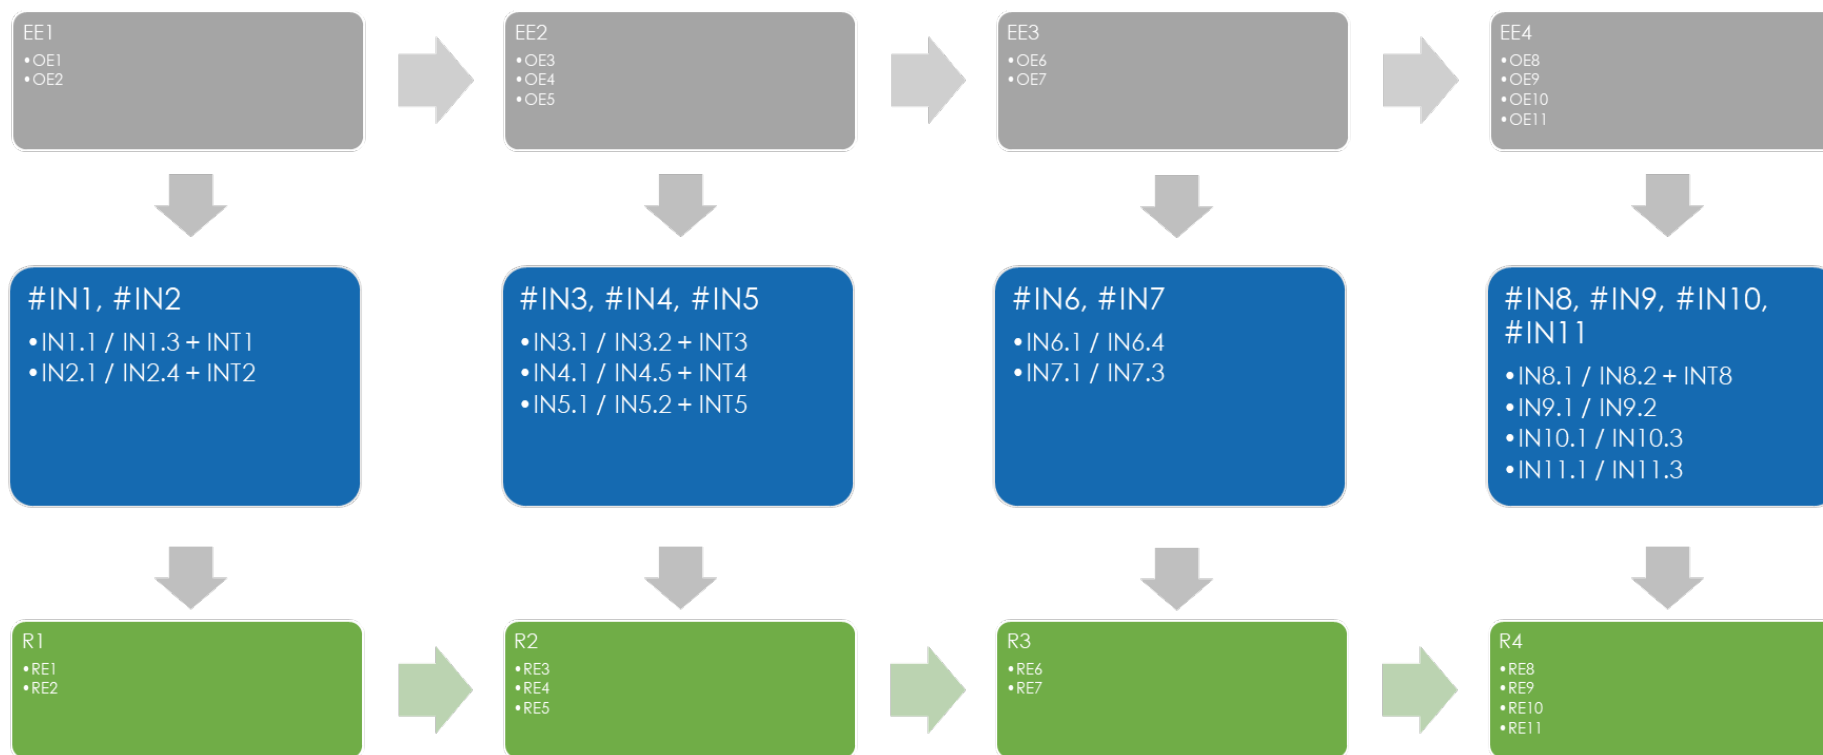 EE1
•OE1
•OE2
EE2
•OE3
•OE4
•OE5
EE3
•OE6
•OE7
EE4
•OE8
•OE9
•OE10
•OE11
#IN1, #IN2
•IN1.1 / IN1.3 + INT1
•IN2.1 / IN2.4 + INT2
#IN3, #IN4, #IN5
•IN3.1 / IN3.2 + INT3
•IN4.1 / IN4.5 + INT4
•IN5.1 / IN5.2 + INT5
#IN6, #IN7
•IN6.1 / IN6.4
•IN7.1 / IN7.3
#IN8, #IN9, #IN10,
#IN11
•IN8.1 / IN8.2 + INT8
•IN9.1 / IN9.2
•IN10.1 / IN10.3
•IN11.1 / IN11.3
R1
•RE1
•RE2
R2
•RE3
•RE4
•RE5
R3
•RE6
•RE7
R4
•RE8
•RE9
•RE10
•RE11